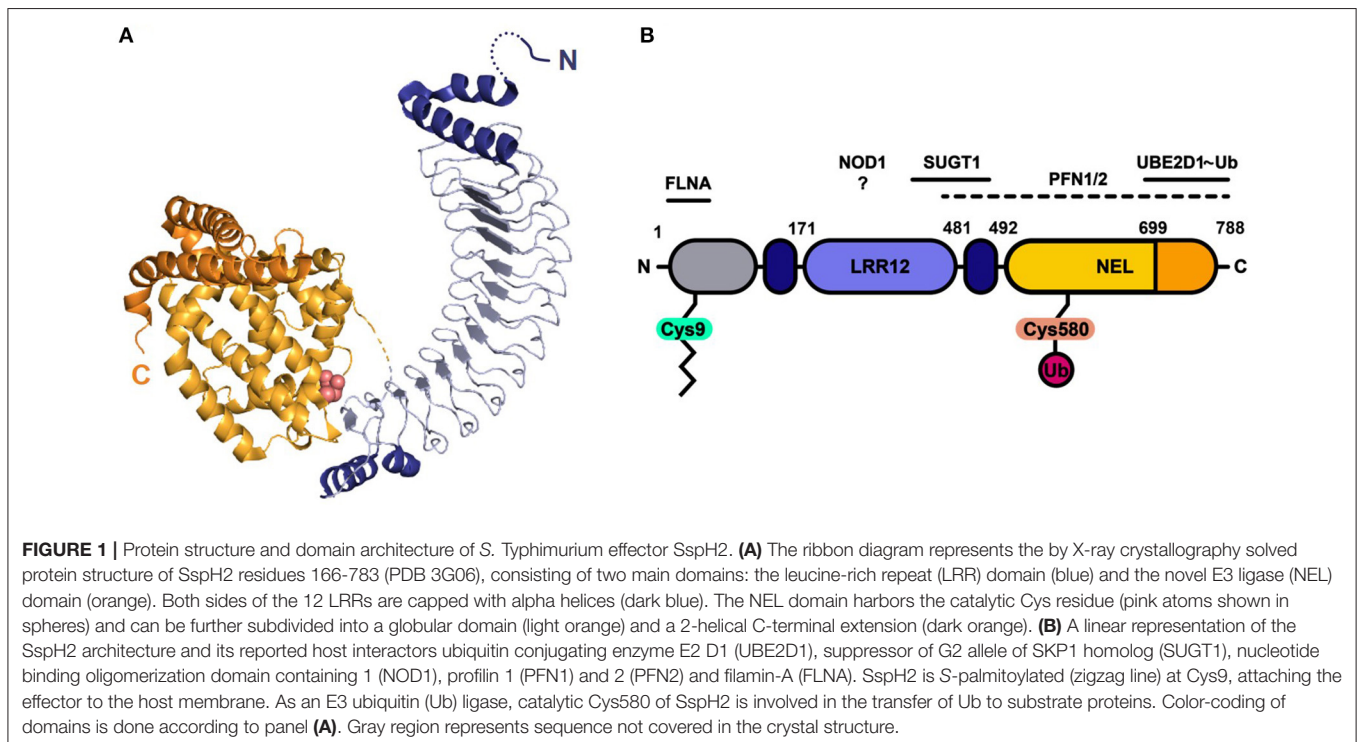 A
N
C
B
NOD1
?
SUGT1
UBE2D1~Ub
FLNA
PFN1/2
1
171
481
492
699
788
N
LRR12
NEL
C
Cys9
Cys580
Ub
FIGURE 1 | Protein structure and domain architecture of S. Typhimurium effector SspH2. (A) The ribbon diagram represents the by X-ray crystallography solved
protein structure of SspH2 residues 166-783 (PDB 3G06), consisting of two main domains: the leucine-rich repeat (LRR) domain (blue) and the novel E3 ligase (NEL)
domain (orange). Both sides of the 12 LRRs are capped with alpha helices (dark blue). The NEL domain harbors the catalytic Cys residue (pink atoms shown in
spheres) and can be further subdivided into a globular domain (light orange) and a 2-helical C-terminal extension (dark orange). (B) A linear representation of the
SspH2 architecture and its reported host interactors ubiquitin conjugating enzyme E2 D1 (UBE2D1), suppressor of G2 allele of SKP1 homolog (SUGT1), nucleotide
binding oligomerization domain containing 1 (NOD1), profilin 1 (PFN1) and 2 (PFN2) and filamin-A (FLNA). SspH2 is S-palmitoylated (zigzag line) at Cys9, attaching the
effector to the host membrane. As an E3 ubiquitin (Ub) ligase, catalytic Cys580 of SspH2 is involved in the transfer of Ub to substrate proteins. Color-coding of
domains is done according to panel (A). Gray region represents sequence not covered in the crystal structure.